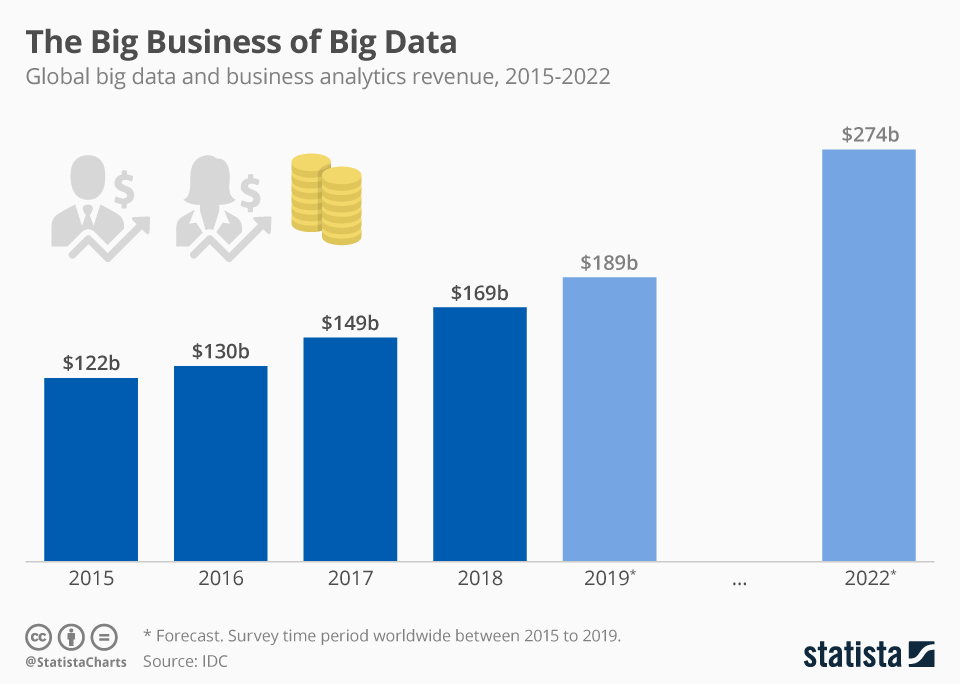 The Big Business of Big Data
Global big data and business analytics revenue, 2015-2022
$122b
$130b
$149b
$169b
$189b
$274b
$
$
2015
2016
2017
2018
2019*
...
2022*
cc
=
@StatistaCharts
* Forecast. Survey time period worldwide between 2015 to 2019.
Source: IDC
statista